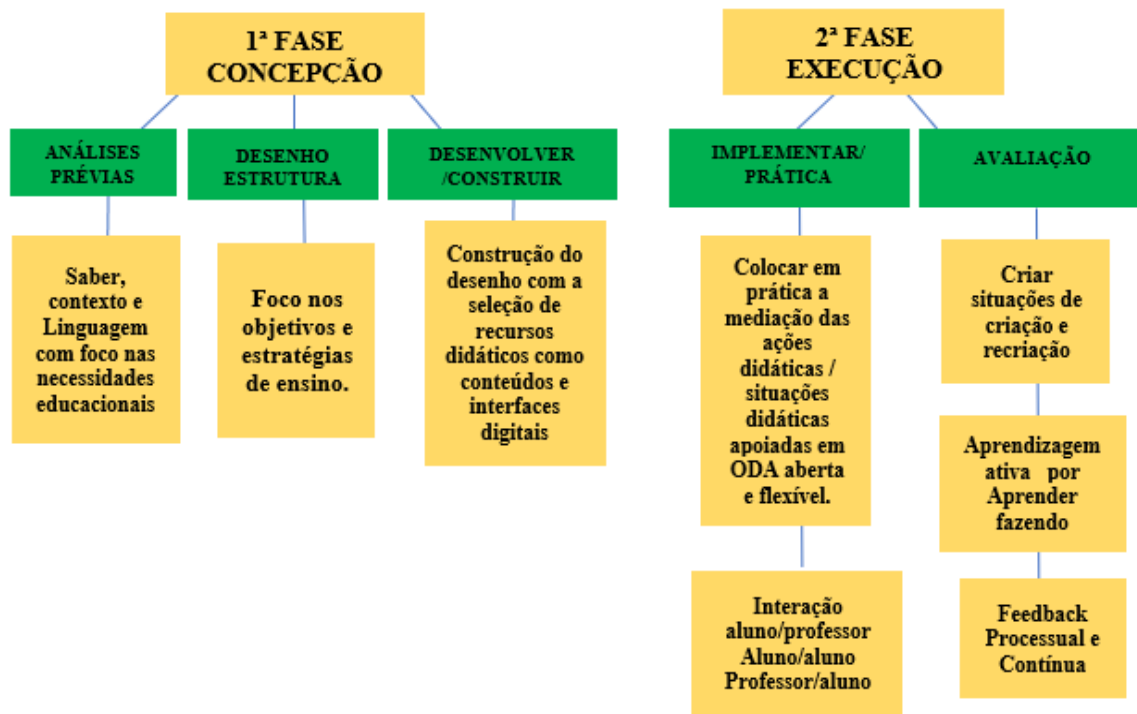 1ª FASE
CONCEPÇÃO
ANÁLISES
PRÉVIAS
DESENHO
ESTRUTURA
DESENVOLVER
/CONSTRUIR
Saber,
contexto e
Linguagem
com foco nas
necessidades
educacionais
Foco nos
objetivos e
estratégias
de ensino.
Construção do
desenho com a
seleção de
recursos
didáticos como
conteúdos e
interfaces
digitais
2ª FASE
EXECUÇÃO
IMPLEMENTAR/
PRÁTICA
AVALIAÇÃO
Colocar em
prática a
mediação das
ações
didáticas /
situações
didáticas
apoiadas em
ODA aberta
e flexível.
Interação
aluno/professor
Aluno/aluno
Professor/aluno
Criar
situações de
criação e
recriação
Aprendizagem
ativa por
Aprender
fazendo
Feedback
Processual e
Contínua